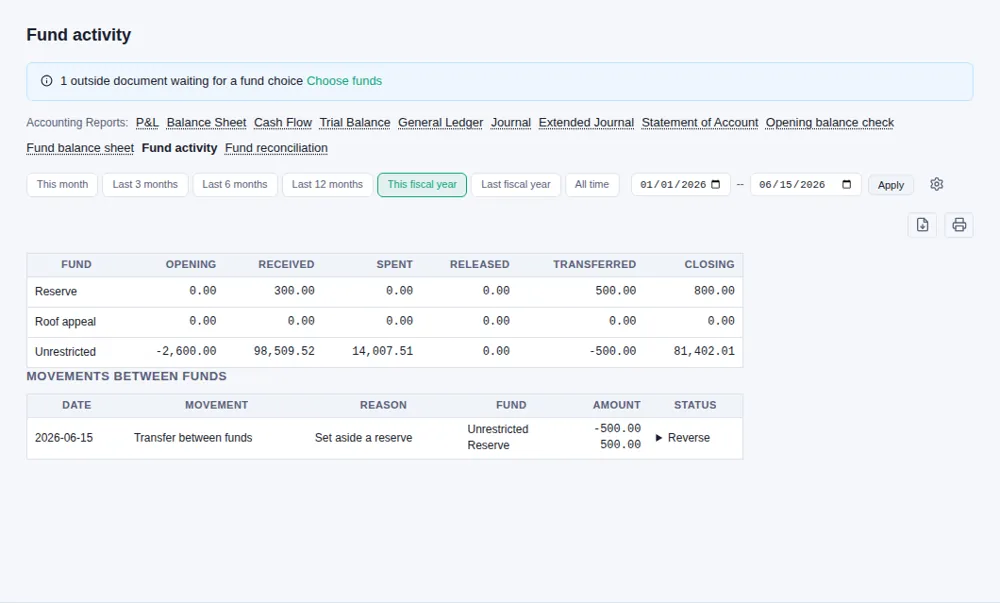 Fund activity
1 outside document waiting for a fund choice Choose funds
Accounting Reports: P&L Balance Sheet Cash Flow Trial Balance General Ledger Journal Extended Journal Statement of Account Opening balance check
Fund balance sheet Fund activity Fund reconciliation
This month Last 3 months Last 6 months Last 12 months This fiscal year Last fiscal year All time 01/01/2026 -- 06/15/2026 Apply
FUND OPENING RECEIVED SPENT RELEASED TRANSFERRED CLOSING
Reserve 0.00 300.00 0.00 0.00 500.00 800.00
Roof appeal 0.00 0.00 0.00 0.00 0.00 0.00
Unrestricted -2,600.00 98,509.52 14,007.51 0.00 -500.00 81,402.01
MOVEMENTS BETWEEN FUNDS
DATE MOVEMENT REASON FUND AMOUNT STATUS
2026-06-15 Transfer between funds Set aside a reserve Unrestricted -500.00 Reverse
Reserve 500.00